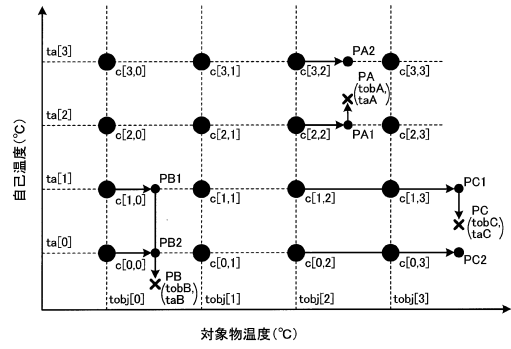 自己温度(℃)
ta[3]
c[3,0]
c[3,1]
c[3,2]
PA2
c[3,3]
PA
(tobA,
taA)
ta[2]
c[2,0]
c[2,1]
c[2,2]
PA1
c[2,3]
ta[1]
PB1
c[1,0]
c[1,1]
c[1,2]
c[1,3]
PC1
PC
(tobC,
taC)
ta[0]
PB2
c[0,0]
c[0,1]
c[0,2]
c[0,3]
PC2
PB
(tobB,
taB)
tobj[0]
tobj[1]
tobj[2]
tobj[3]
対象物温度(℃)